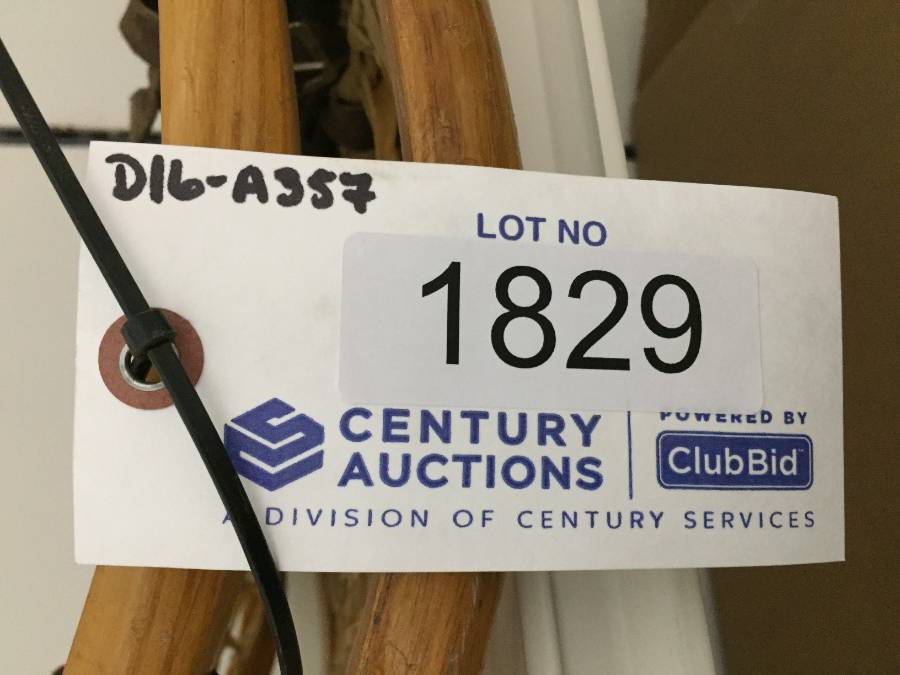 D16-A357
LOT NO
1829
CENTURY
AUCTIONS
POWERED BY
ClubBid
A DIVISION OF CENTURY SERVICES